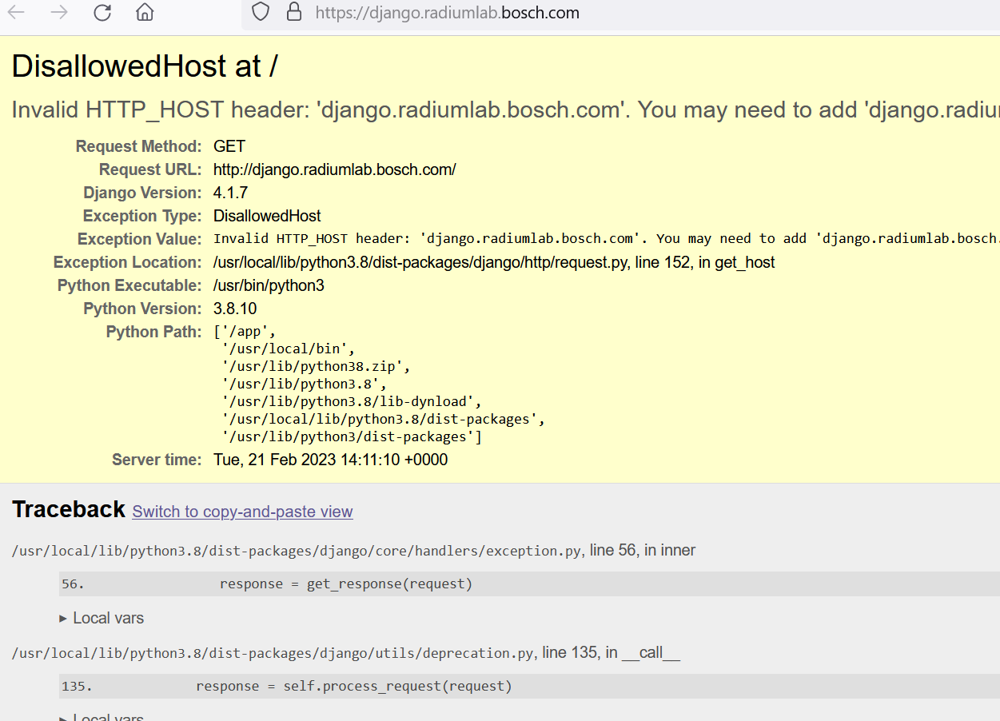 https://django.radiumlab.bosch.com
DisallowedHost at /
Invalid HTTP_HOST header: 'django.radiumlab.bosch.com'. You may need to add 'django.radiu
Request Method: GET
Request URL: http://django.radiumlab.bosch.com/
Django Version: 4.1.7
Exception Type: DisallowedHost
Exception Value: Invalid HTTP_HOST header: 'django.radiumlab.bosch.com'. You may need to add 'django.radiumlab.bosch.
Exception Location: /usr/local/lib/python3.8/dist-packages/django/http/request.py, line 152, in get_host
Python Executable: /usr/bin/python3
Python Version: 3.8.10
Python Path: ['/app',
'/usr/local/bin',
'/usr/lib/python38.zip',
'/usr/lib/python3.8',
'/usr/lib/python3.8/lib-dynload',
'/usr/local/lib/python3.8/dist-packages',
'/usr/lib/python3/dist-packages']
Server time: Tue, 21 Feb 2023 14:11:10 +0000
Traceback Switch to copy-and-paste view
/usr/local/lib/python3.8/dist-packages/django/core/handlers/exception.py, line 56, in inner
56. response = get_response(request)
▶ Local vars
/usr/local/lib/python3.8/dist-packages/django/utils/deprecation.py, line 135, in __call__
135. response = self.process_request(request)
▶ Local vars